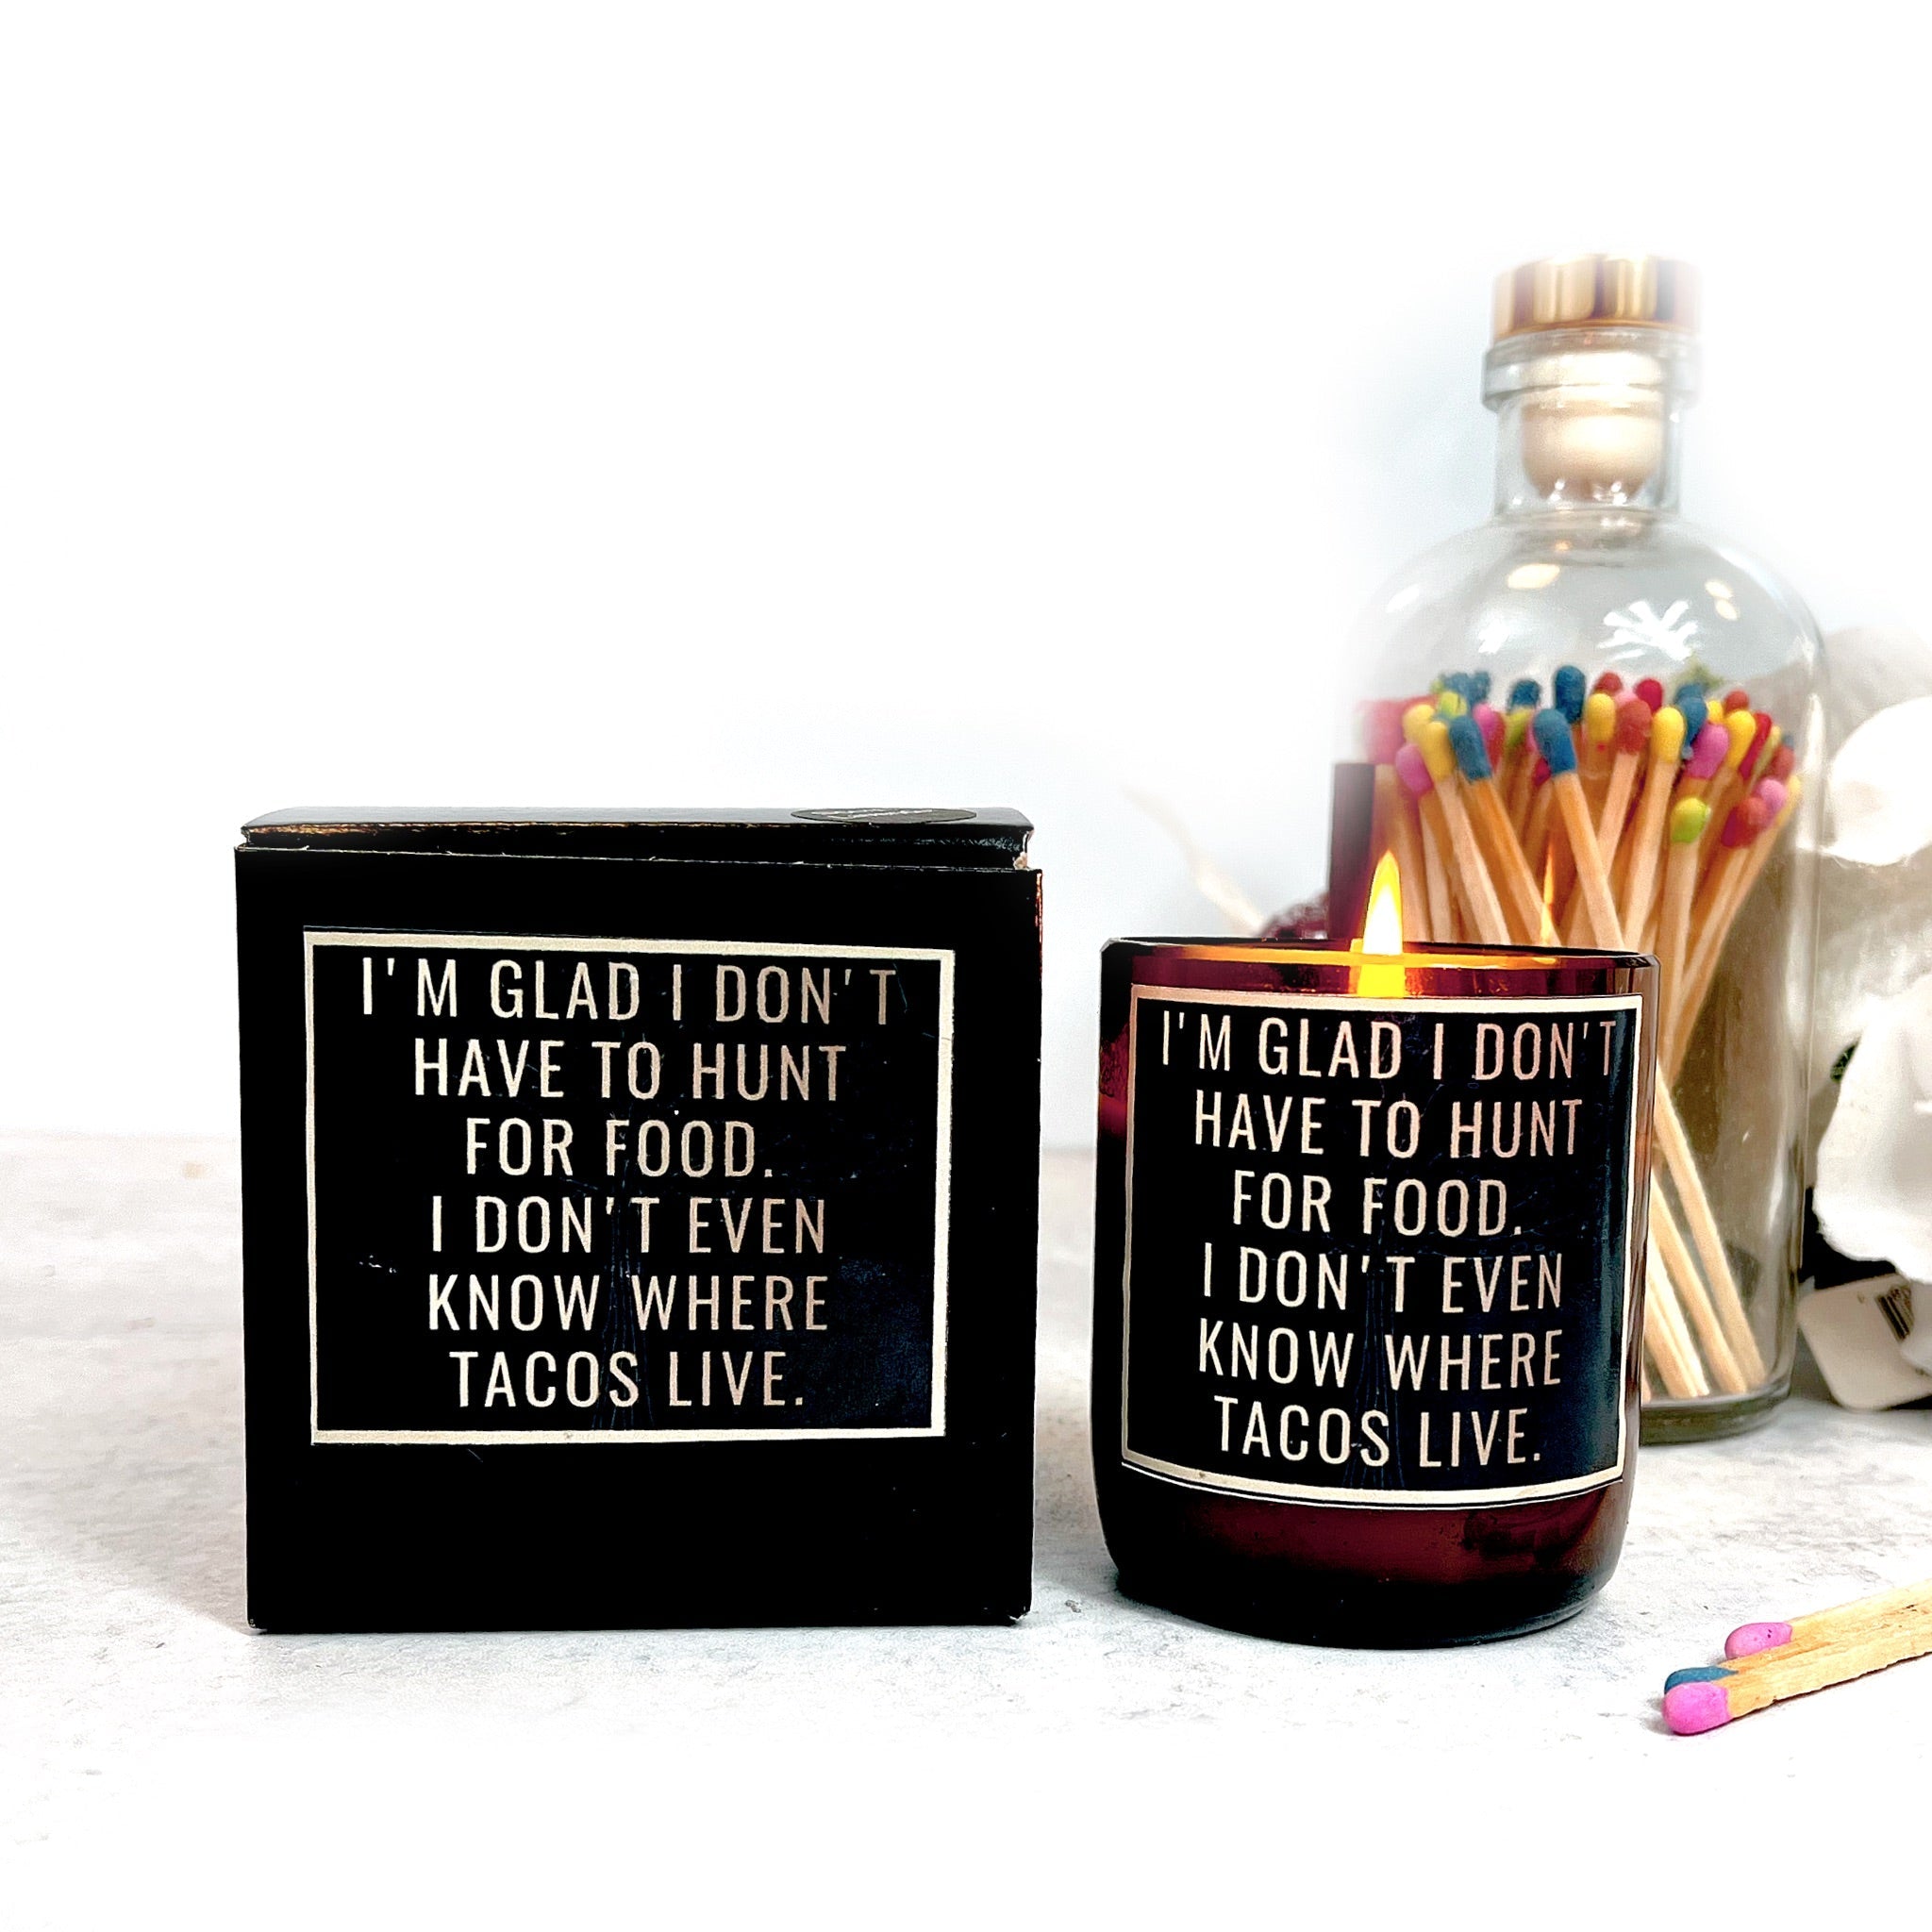 I'M GLAD I DON'T
HAVE TO HUNT
FOR FOOD.
I DON'T EVEN
KNOW WHERE
TACOS LIVE.
I'M GLAD I DON'T
HAVE TO HUNT
FOR FOOD.
I DON'T EVEN
KNOW WHERE
TACOS LIVE.